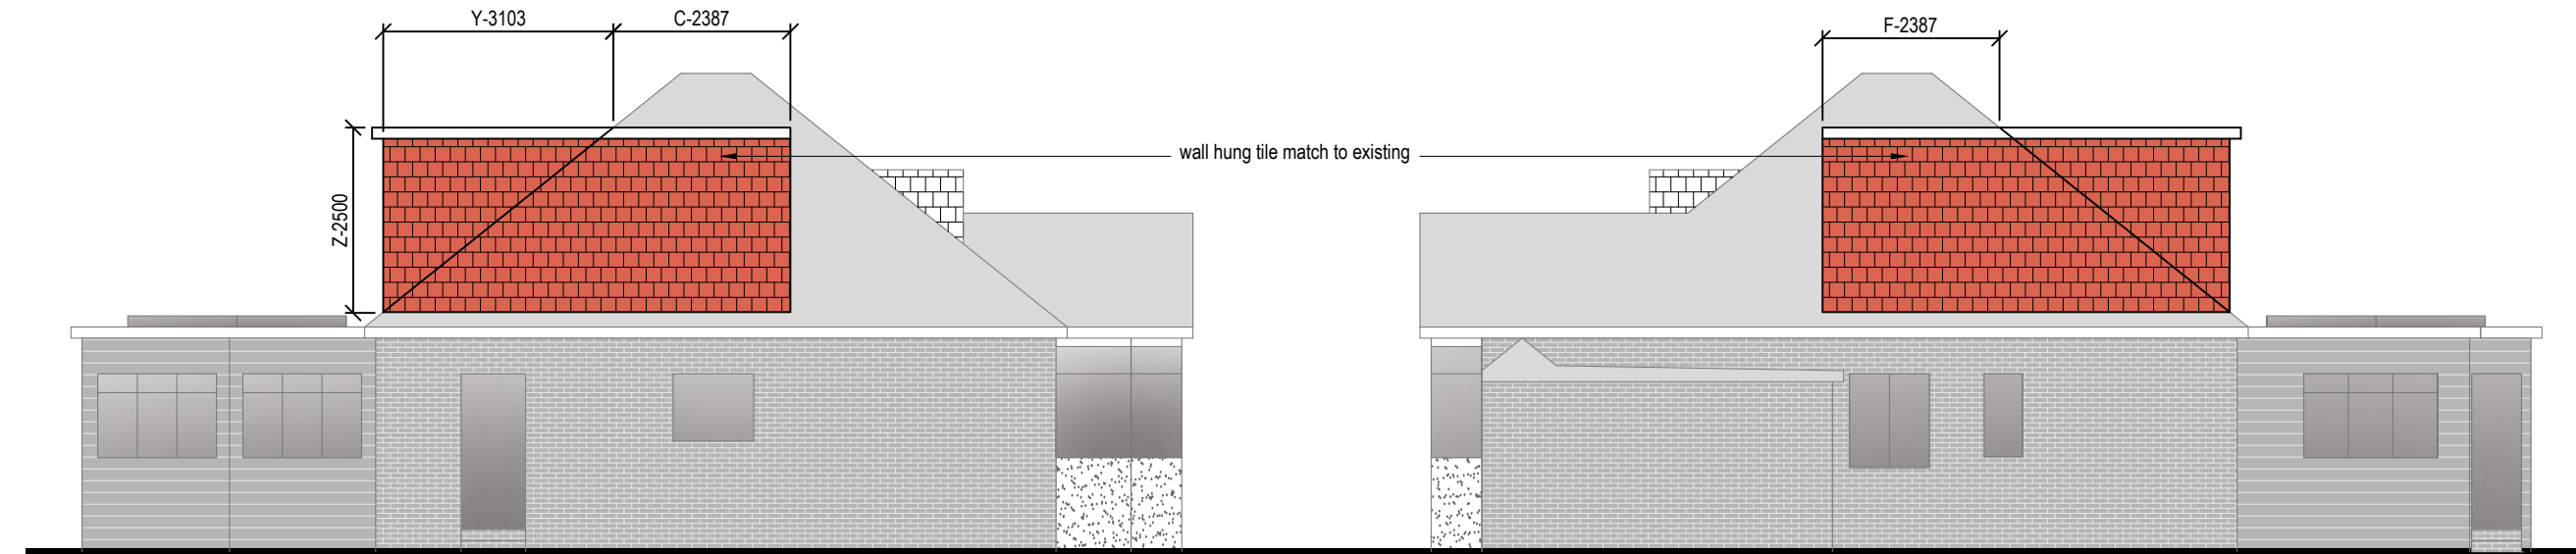 Y-3103
C-2387
F-2387
wall hung tile match to existing
Z-2500